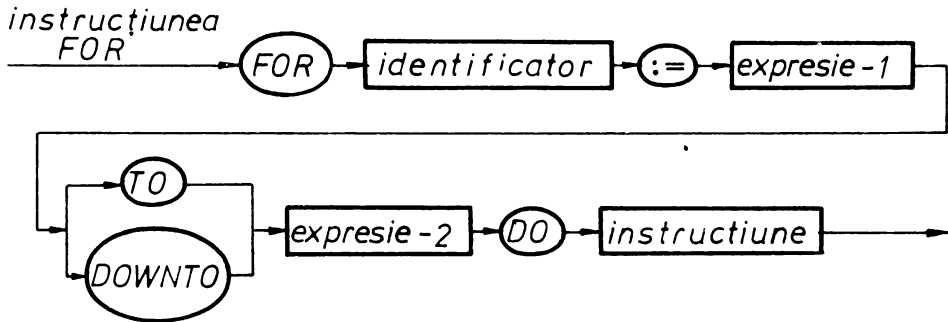 instrucțiunea
FOR
FOR identificator := expresie-1
TO
expresie-2 DO instructiune
DOWNTO